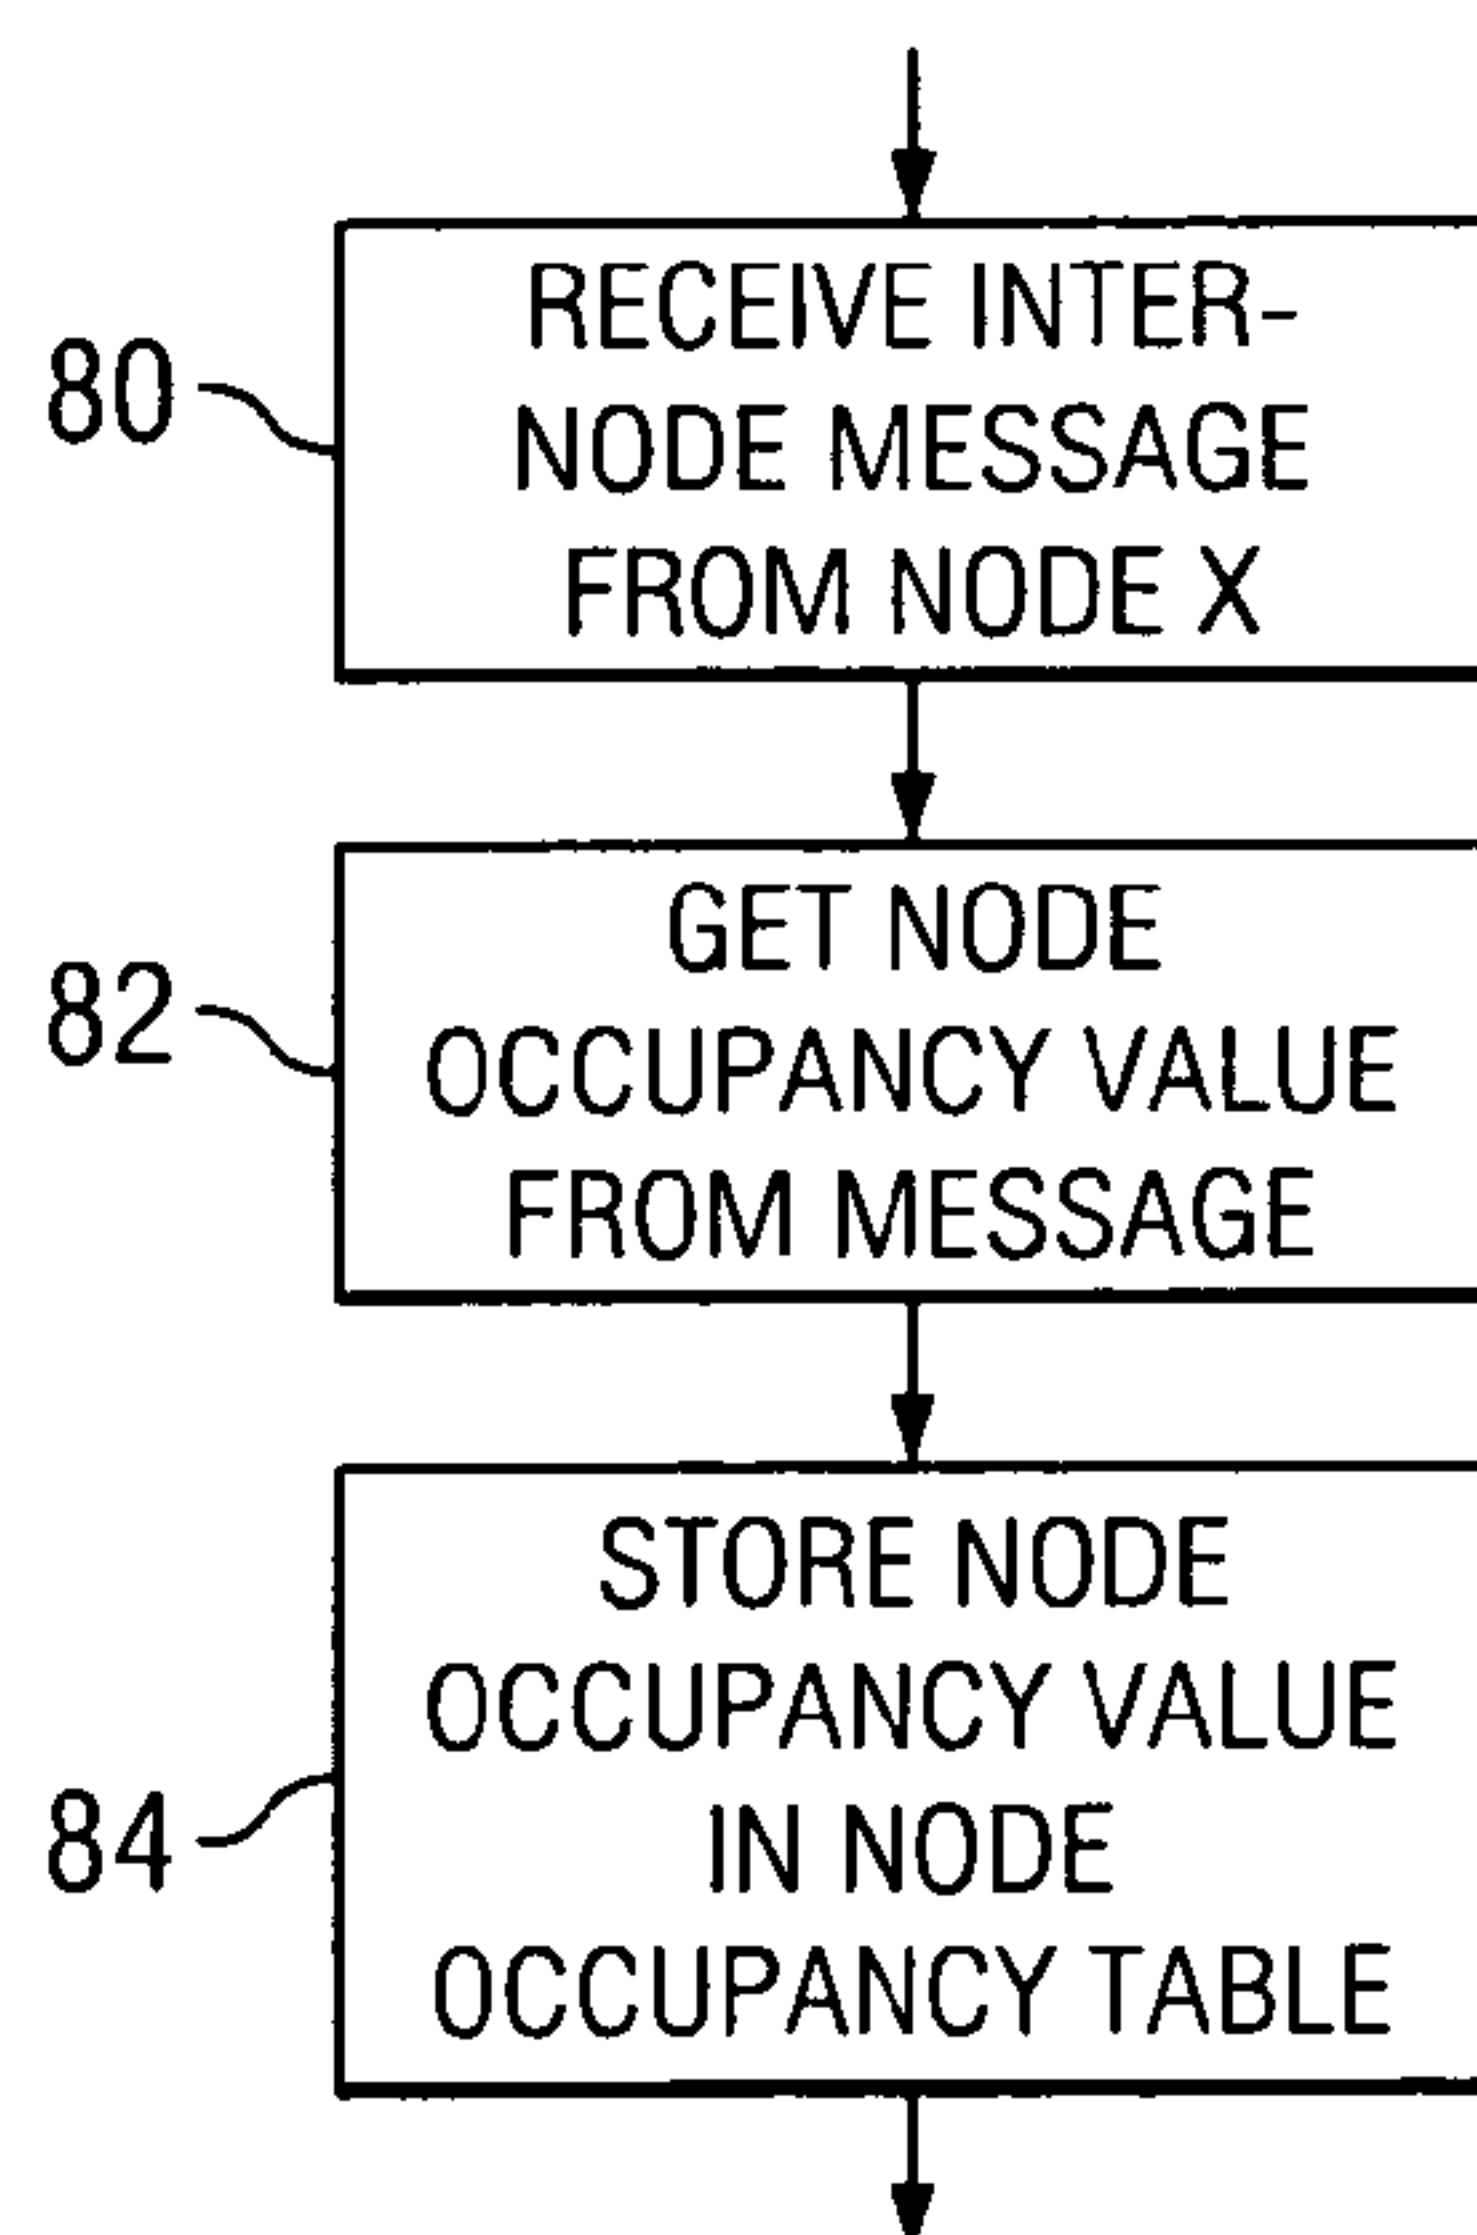 80
RECEIVE INTER-
NODE MESSAGE
FROM NODE X
82
GET NODE
OCCUPANCY VALUE
FROM MESSAGE
84
STORE NODE
OCCUPANCY VALUE
IN NODE
OCCUPANCY TABLE